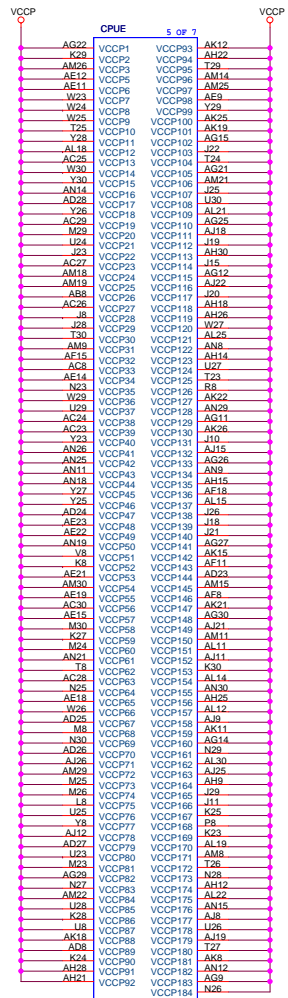 VCCP VCCP
CPUE 5 OF 7
AG22 VCCP1 VCCP93 AK12
K29 VCCP2 VCCP94 AH22
AM26 VCCP3 VCCP95 T29
AE12 VCCP5 VCCP96 AM14
AE11 VCCP6 VCCP97 AM25
W23 VCCP7 VCCP98 AE9
W24 VCCP8 VCCP99 Y29
W25 VCCP9 VCCP100 AK25
T25 VCCP10 VCCP101 AK19
Y28 VCCP11 VCCP102 AG15
AL18 VCCP12 VCCP103 J22
AC25 VCCP13 VCCP104 T24
W30 VCCP14 VCCP105 AG21
Y30 VCCP15 VCCP106 AM21
AN14 VCCP16 VCCP107 J25
AD28 VCCP17 VCCP108 U30
Y26 VCCP18 VCCP109 AL21
AC29 VCCP19 VCCP110 AG25
M29 VCCP20 VCCP111 AJ18
U24 VCCP21 VCCP112 J19
J23 VCCP22 VCCP113 AH30
AC27 VCCP23 VCCP114 J15
AM18 VCCP24 VCCP115 AG12
AM19 VCCP25 VCCP116 AJ22
AB8 VCCP26 VCCP117 J20
AC26 VCCP27 VCCP118 AH18
J8 VCCP28 VCCP119 AH26
J28 VCCP29 VCCP120 W27
T30 VCCP30 VCCP121 AL25
AM9 VCCP31 VCCP122 AN8
AF15 VCCP32 VCCP123 AH14
AC8 VCCP33 VCCP124 U27
AE14 VCCP34 VCCP125 T23
N23 VCCP35 VCCP126 R8
W29 VCCP36 VCCP127 AK22
U29 VCCP37 VCCP128 AN29
AC24 VCCP38 VCCP129 AG11
AC23 VCCP39 VCCP130 AK26
Y23 VCCP40 VCCP131 J10
AN26 VCCP41 VCCP132 AJ15
AN25 VCCP42 VCCP133 AG26
AN11 VCCP43 VCCP134 AN9
AN18 VCCP44 VCCP135 AH15
Y27 VCCP45 VCCP136 AF18
Y25 VCCP46 VCCP137 AL15
AD24 VCCP47 VCCP138 J26
AE23 VCCP48 VCCP139 J18
AE22 VCCP49 VCCP140 J21
AN19 VCCP50 VCCP141 AG27
V8 VCCP51 VCCP142 AK15
K8 VCCP52 VCCP143 AF11
AE21 VCCP53 VCCP144 AD23
AM30 VCCP54 VCCP145 AM15
AE19 VCCP55 VCCP146 AF8
AC30 VCCP56 VCCP147 AK21
AE15 VCCP57 VCCP148 AG30
M30 VCCP58 VCCP149 AJ21
K27 VCCP59 VCCP150 AM11
M24 VCCP60 VCCP151 AL11
AN21 VCCP61 VCCP152 AJ11
T8 VCCP62 VCCP153 K30
AC28 VCCP63 VCCP154 AL14
N25 VCCP64 VCCP155 AN30
AE18 VCCP65 VCCP156 AH25
W26 VCCP66 VCCP157 AL12
AD25 VCCP67 VCCP158 AJ9
M8 VCCP68 VCCP159 AK11
N30 VCCP69 VCCP160 AG14
AD26 VCCP70 VCCP161 N29
AJ26 VCCP71 VCCP162 AL30
AM29 VCCP72 VCCP163 AJ25
M25 VCCP73 VCCP164 AH9
M26 VCCP74 VCCP165 J29
L8 VCCP75 VCCP166 J11
U25 VCCP76 VCCP167 K25
Y8 VCCP77 VCCP168 P8
AJ12 VCCP78 VCCP169 K23
AD27 VCCP79 VCCP170 AL19
U23 VCCP80 VCCP171 AM8
M23 VCCP81 VCCP172 T26
AG29 VCCP82 VCCP173 N28
N27 VCCP83 VCCP174 AH12
AM22 VCCP84 VCCP175 AL22
U28 VCCP85 VCCP176 AN15
K28 VCCP86 VCCP177 AJ8
U8 VCCP87 VCCP178 U26
AK18 VCCP88 VCCP179 AJ19
AD8 VCCP89 VCCP180 T27
K24 VCCP90 VCCP181 AK8
AH28 VCCP91 VCCP182 AN12
AH21 VCCP92 VCCP183 AG9
VCCP184 N26